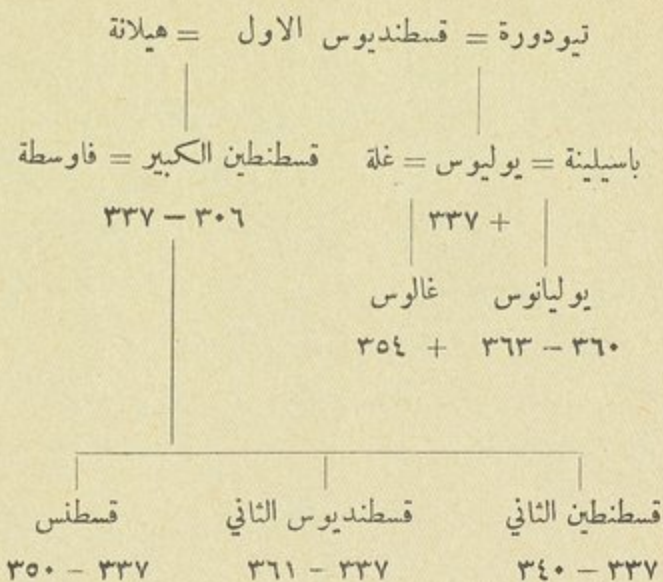 تيودورة = قسطنديوس الاول = هيلانة
باسيلينة = يوليوس = غلة قسطنطين الكبير = فاوسطة
+ ٣٣٧ ٣٠٦ – ٣٣٧
يوليانوس غالوس
٣٦٠ – ٣٦٣ + ٣٥٤
قسطنطين الثاني قسطنديوس الثاني قسطنس
٣٣٧ – ٣٤٠ ٣٣٧ – ٣٦١ ٣٣٧ – ٣٥٠